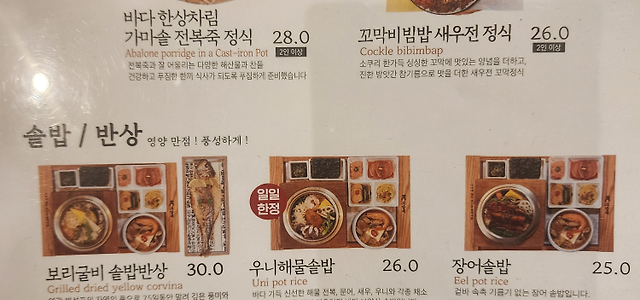 바다 한상차림
가마솥 전복죽 정식 28.0
Abalone porridge in a Cast-iron Pot 2인 이상
전복죽과 잘 어울리는 다양한 해산물과 찬들
건강하고 푸짐한 한끼 식사가 되도록 푸짐하게 준비했습니다
꼬막비빔밥 새우전 정식 26.0
Cockle bibimbap 2인 이상
소쿠리 한가득 싱싱한 꼬막에 맛있는 양념을 더하고,
진한 방앗간 참기름으로 맛을 더한 새우전 꼬막정식
솥밥 / 반상 영양 만점 ! 풍성하게 !
일일
한정
보리굴비 솥밥반상 30.0
Grilled dried yellow corvina
우니해물솥밥 26.0
Uni pot rice
바다 가득 신선한 해물 전복, 문어, 새우, 우니와 각종 채소
장어솥밥 25.0
Eel pot rice
겉바 속촉 기름기 없는 장어 솥밥입니다.